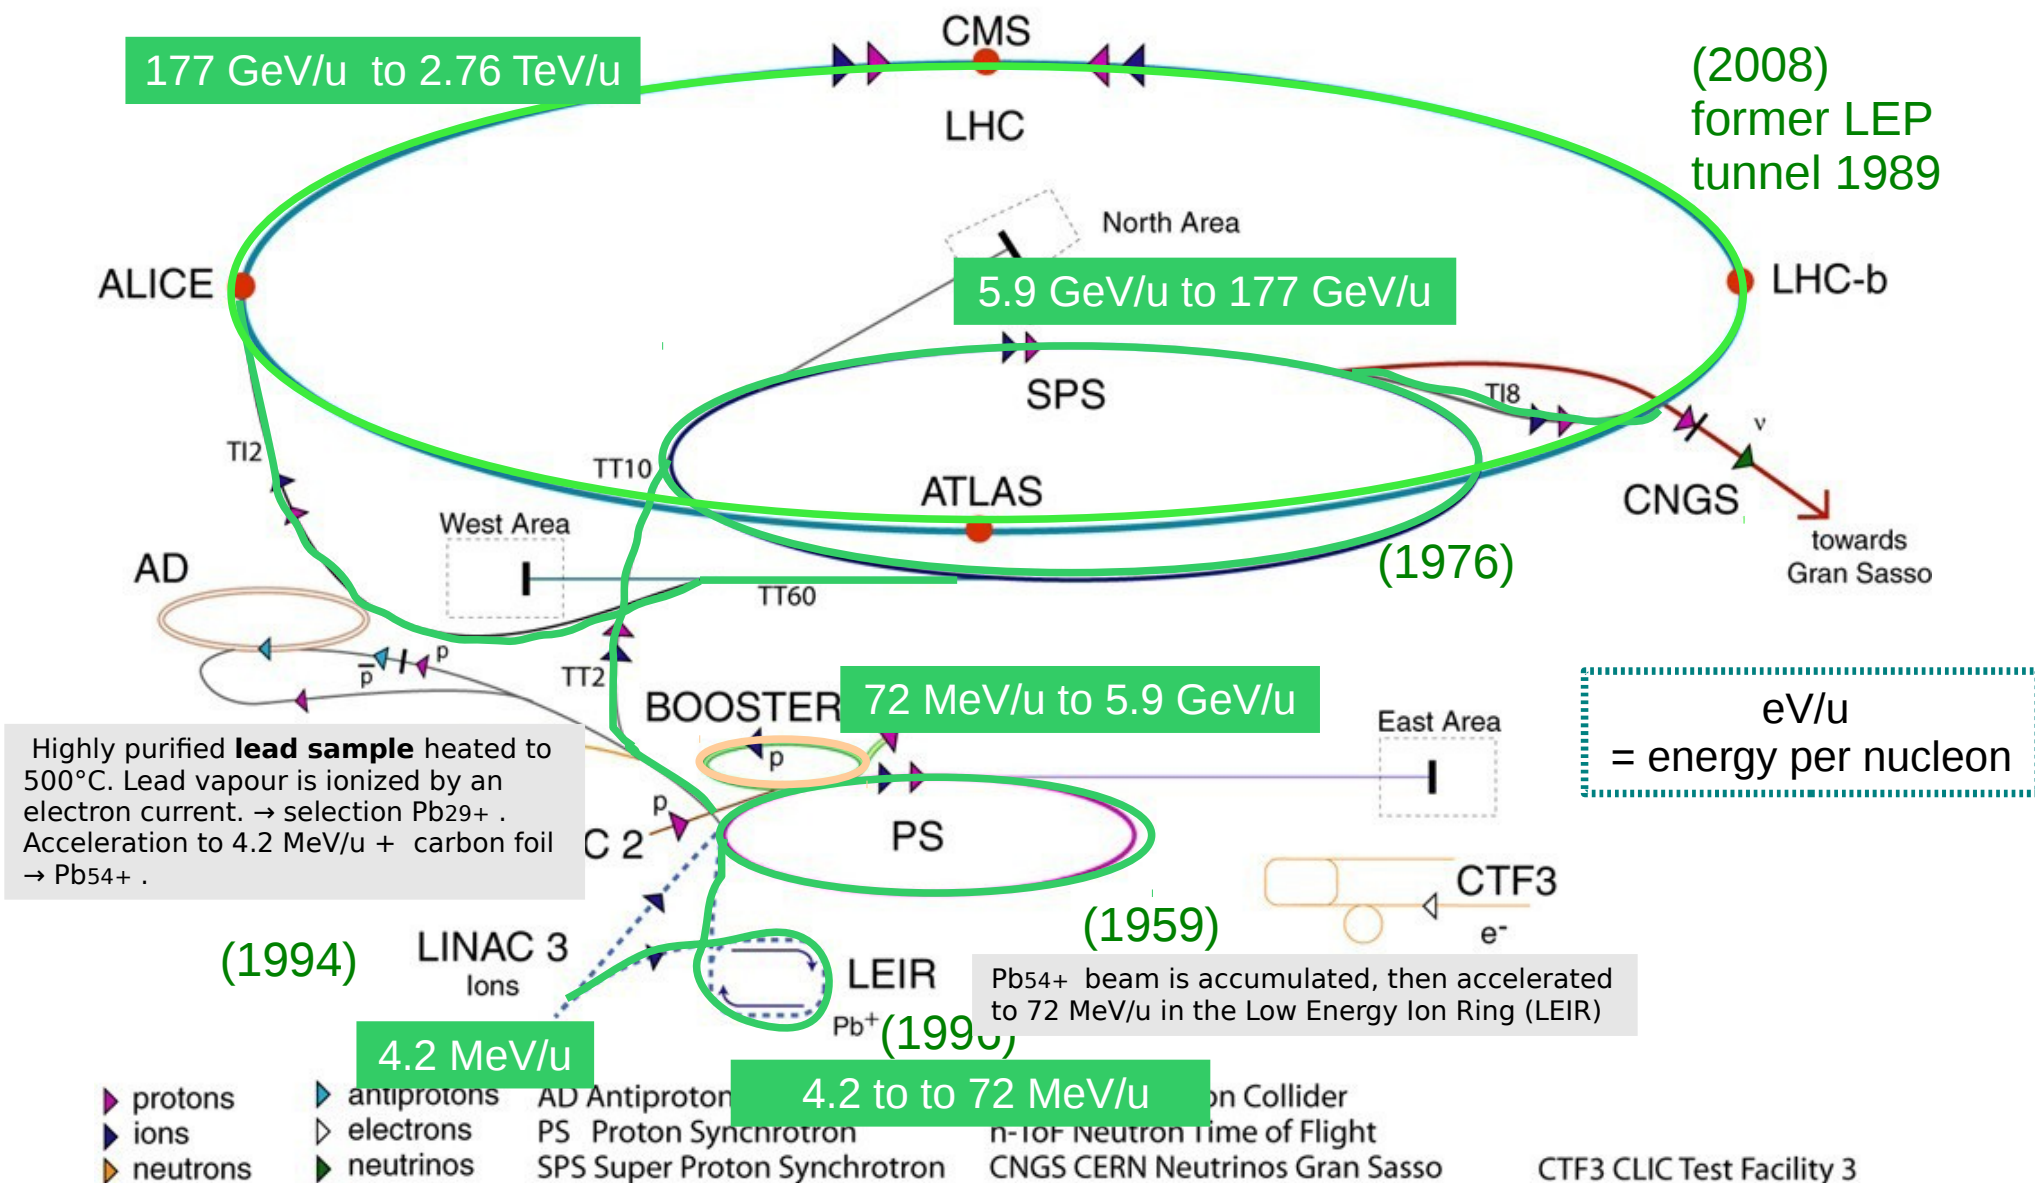 CMS
177 GeV/u to 2.76 TeV/u
(2008)
former LEP
tunnel 1989
LHC
North Area
ALICE
5.9 GeV/u to 177 GeV/u
LHC-b
SPS
TI8
ν
TI2
TT10
ATLAS
CNGS
West Area
towards
Gran Sasso
(1976)
AD
TT60
p
p̅
TT2
BOOSTER
72 MeV/u to 5.9 GeV/u
East Area
eV/u
= energy per nucleon
Highly purified lead sample heated to
500°C. Lead vapour is ionized by an
electron current. → selection Pb29+ .
Acceleration to 4.2 MeV/u + carbon foil
→ Pb54+ .
p
p
C 2
PS
CTF3
e-
(1959)
(1994)
LINAC 3
Ions
LEIR
Pb+
Pb54+ beam is accumulated, then accelerated
to 72 MeV/u in the Low Energy Ion Ring (LEIR)
4.2 MeV/u
4.2 to to 72 MeV/u
protons
antiprotons
AD Antiproton
on Collider
ions
electrons
PS Proton Synchrotron
n-ToF Neutron Time of Flight
neutrons
neutrinos
SPS Super Proton Synchrotron
CNGS CERN Neutrinos Gran Sasso
CTF3 CLIC Test Facility 3